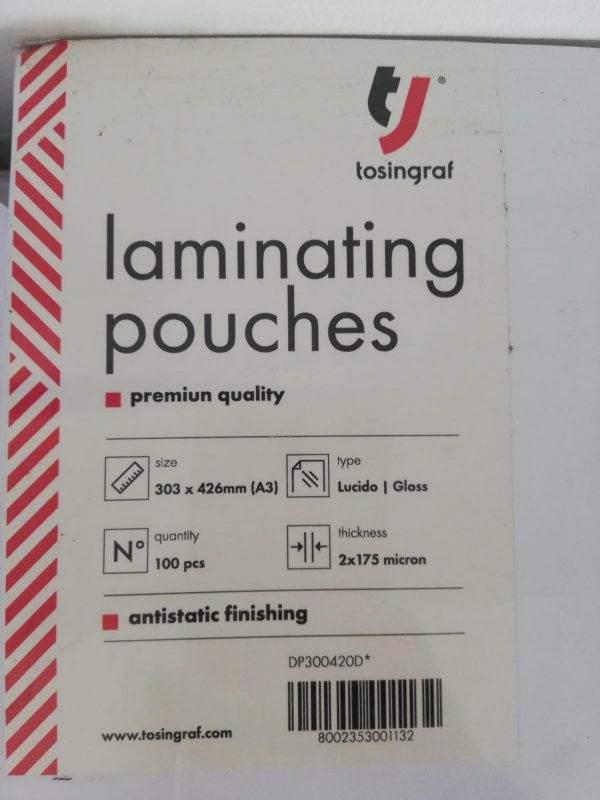 tj®
tosingraf
laminating
pouches
premiun quality
size
303 x 426mm (A3)
type
Lucido | Gloss
N°
quantity
100 pcs
thickness
2x175 micron
antistatic finishing
DP300420D*
www.tosingraf.com
8002353001132